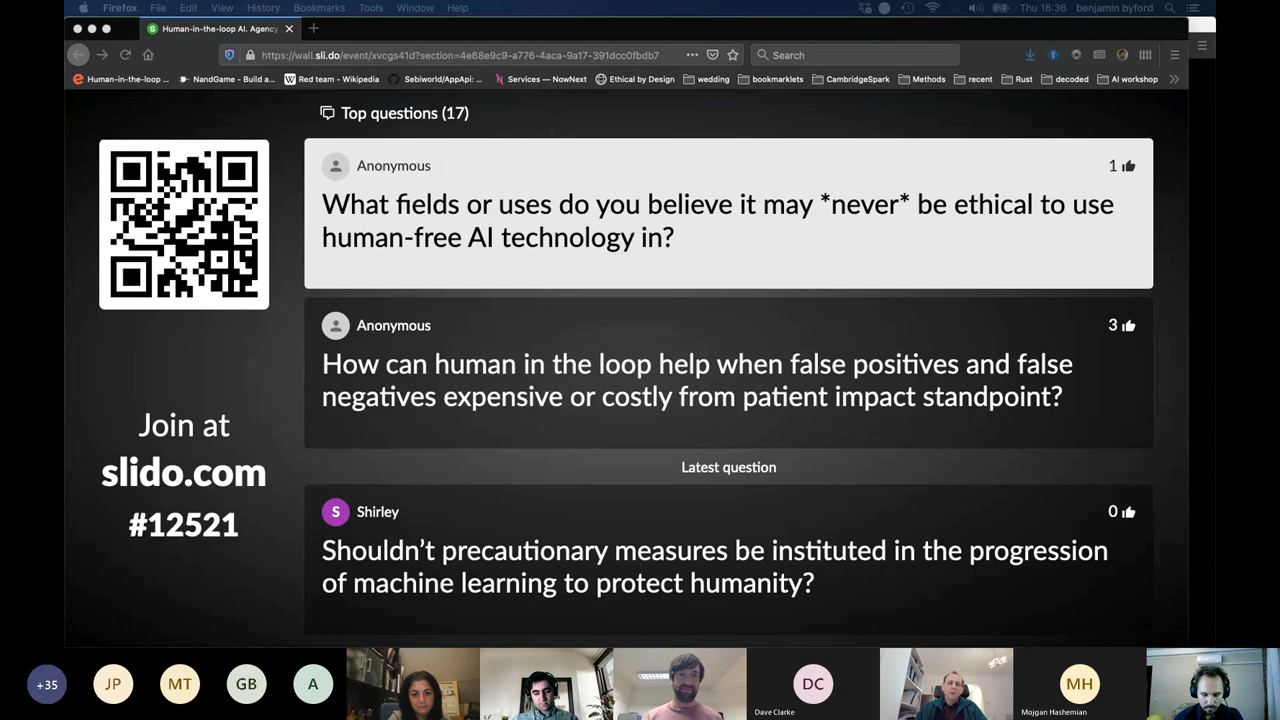 Firefox File Edit View History Bookmarks Tools Window Help Thu 18:36 benjamin byford
Human-in-the-loop AI. Agency
https://wall.sli.do/event/xvcgs41d?section=4e68e9c9-a776-4aca-9a17-391dcc0fbdb7 Search
Human-in-the-loop ... NandGame - Build a... Red team - Wikipedia Sebiworld/AppApi: ... Services — NowNext Ethical by Design wedding bookmarklets CambridgeSpark Methods recent Rust decoded AI workshop
Top questions (17)
Anonymous 1
What fields or uses do you believe it may *never* be ethical to use
human-free AI technology in?
Anonymous 3
How can human in the loop help when false positives and false
negatives expensive or costly from patient impact standpoint?
Join at
slido.com
#12521
Latest question
S Shirley 0
Shouldn't precautionary measures be instituted in the progression
of machine learning to protect humanity?
+35 JP MT GB A DC MH
Dave Clarke Mojgan Hashemian